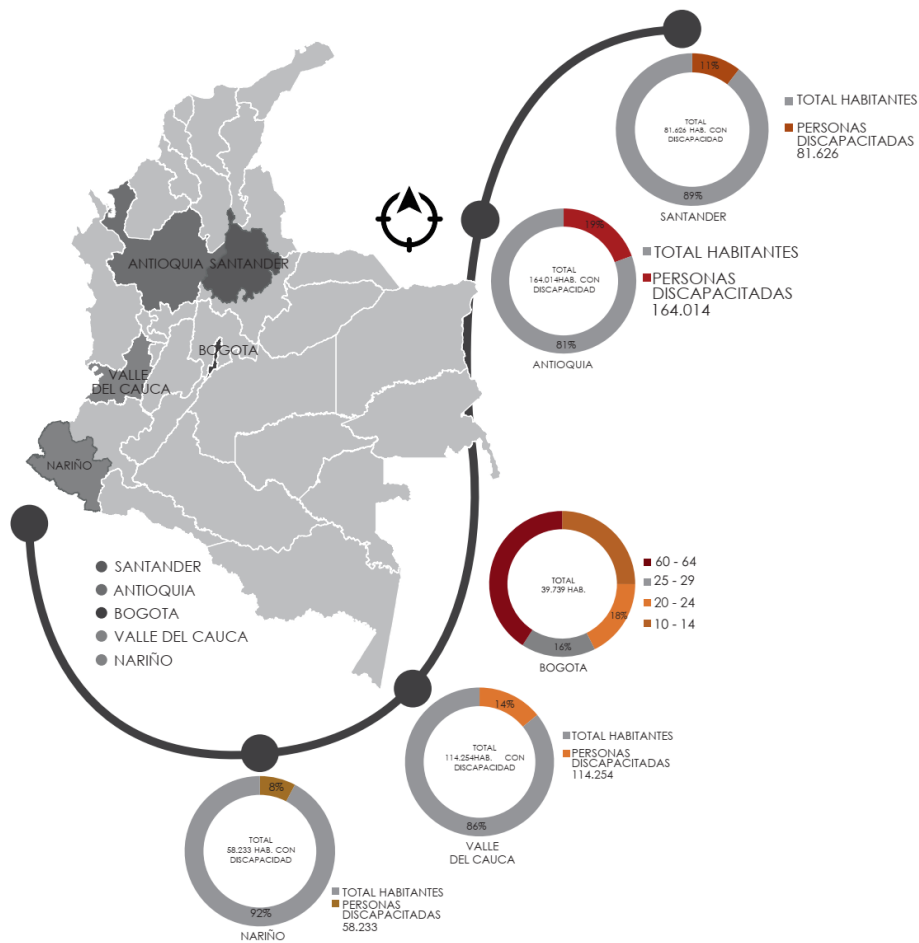 11%
TOTAL
81.626 HAB. CON
DISCAPACIDAD
89%
SANTANDER
TOTAL HABITANTES
PERSONAS
DISCAPACITADAS
81.626
19%
TOTAL
164.014HAB. CON
DISCAPACIDAD
81%
ANTIOQUIA
TOTAL HABITANTES
PERSONAS
DISCAPACITADAS
164.014
ANTIOQUIA
SANTANDER
BOGOTA
VALLE
DEL CAUCA
NARIÑO
SANTANDER
ANTIOQUIA
BOGOTA
VALLE DEL CAUCA
NARIÑO
TOTAL
39.739 HAB.
18%
16%
BOGOTA
60 - 64
25 - 29
20 - 24
10 - 14
14%
TOTAL
114.254HAB. CON
DISCAPACIDAD
86%
VALLE
DEL CAUCA
TOTAL HABITANTES
PERSONAS
DISCAPACITADAS
114.254
8%
TOTAL
58.233 HAB. CON
DISCAPACIDAD
92%
NARIÑO
TOTAL HABITANTES
PERSONAS
DISCAPACITADAS
58.233